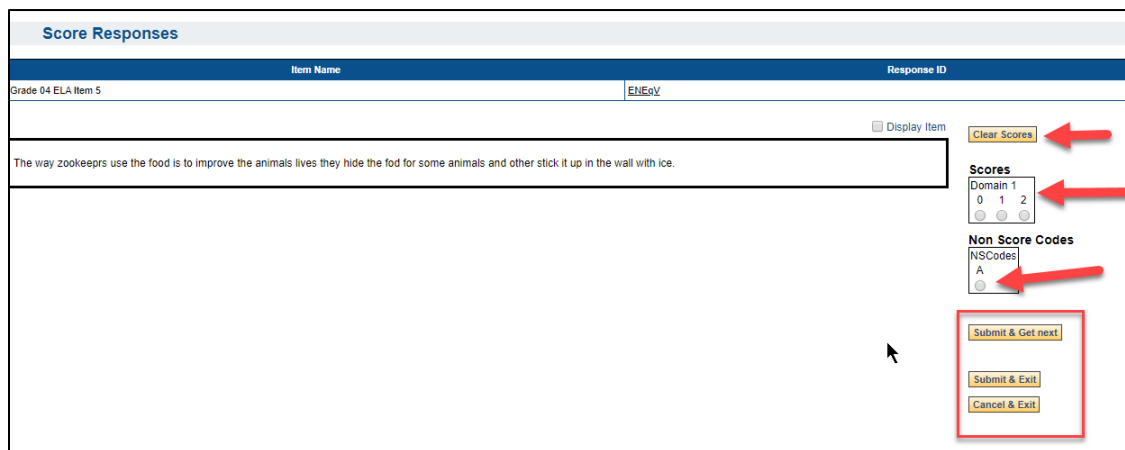 Score Responses
Item Name Response ID
Grade 04 ELA Item 5 ENEqV
Display Item
Clear Scores
The way zookeeprs use the food is to improve the animals lives they hide the fod for some animals and other stick it up in the wall with ice.
Scores
Domain 1
0 1 2
Non Score Codes
NSCodes
A
Submit & Get next
Submit & Exit
Cancel & Exit